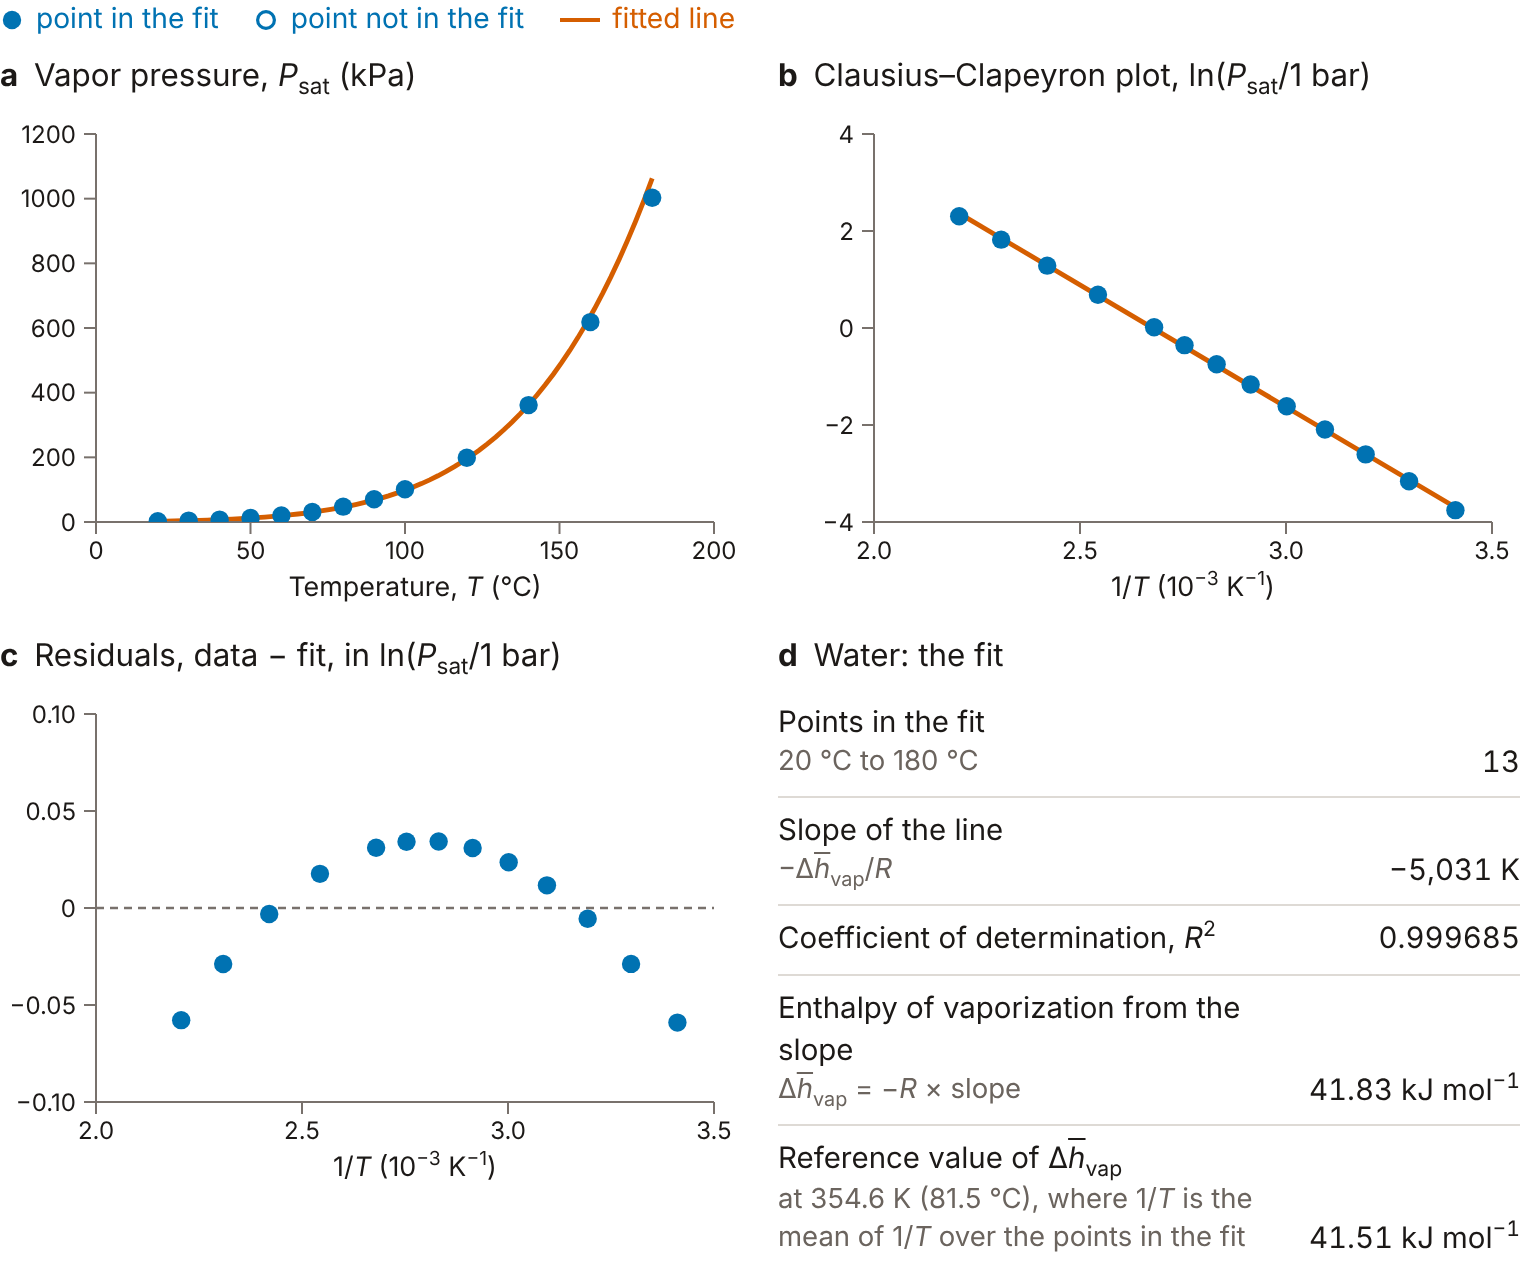 point in the fit point not in the fit fitted line
a Vapor pressure, Psat (kPa)
1200
1000
800
600
400
200
0
0 50 100 150 200
Temperature, T (°C)
b Clausius–Clapeyron plot, ln(Psat/1 bar)
4
2
0
−2
−4
2.0 2.5 3.0 3.5
1/T (10⁻³ K⁻¹)
c Residuals, data − fit, in ln(Psat/1 bar)
0.10
0.05
0
−0.05
−0.10
2.0 2.5 3.0 3.5
1/T (10⁻³ K⁻¹)
d Water: the fit
Points in the fit
20 °C to 180 °C 13
Slope of the line
−Δh̅vap/R −5,031 K
Coefficient of determination, R² 0.999685
Enthalpy of vaporization from the
slope
Δh̅vap = −R × slope 41.83 kJ mol⁻¹
Reference value of Δh̅vap
at 354.6 K (81.5 °C), where 1/T is the
mean of 1/T over the points in the fit 41.51 kJ mol⁻¹